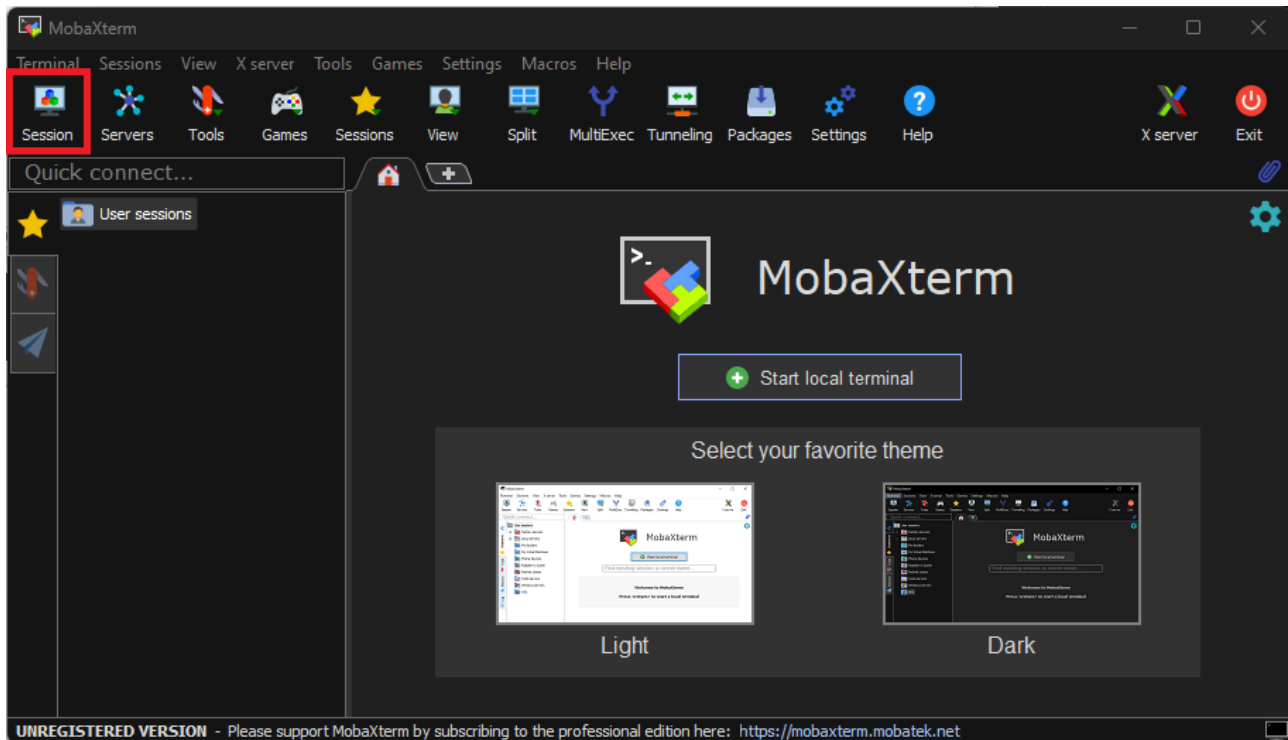 MobaXterm
Terminal Sessions View X server Tools Games Settings Macros Help
Session Servers Tools Games Sessions View Split MultiExec Tunneling Packages Settings Help X server Exit
Quick connect...
User sessions
>_
MobaXterm
Start local terminal
Select your favorite theme
MobaXterm
MobaXterm
Light Dark
UNREGISTERED VERSION - Please support MobaXterm by subscribing to the professional edition here: https://mobaxterm.mobatek.net